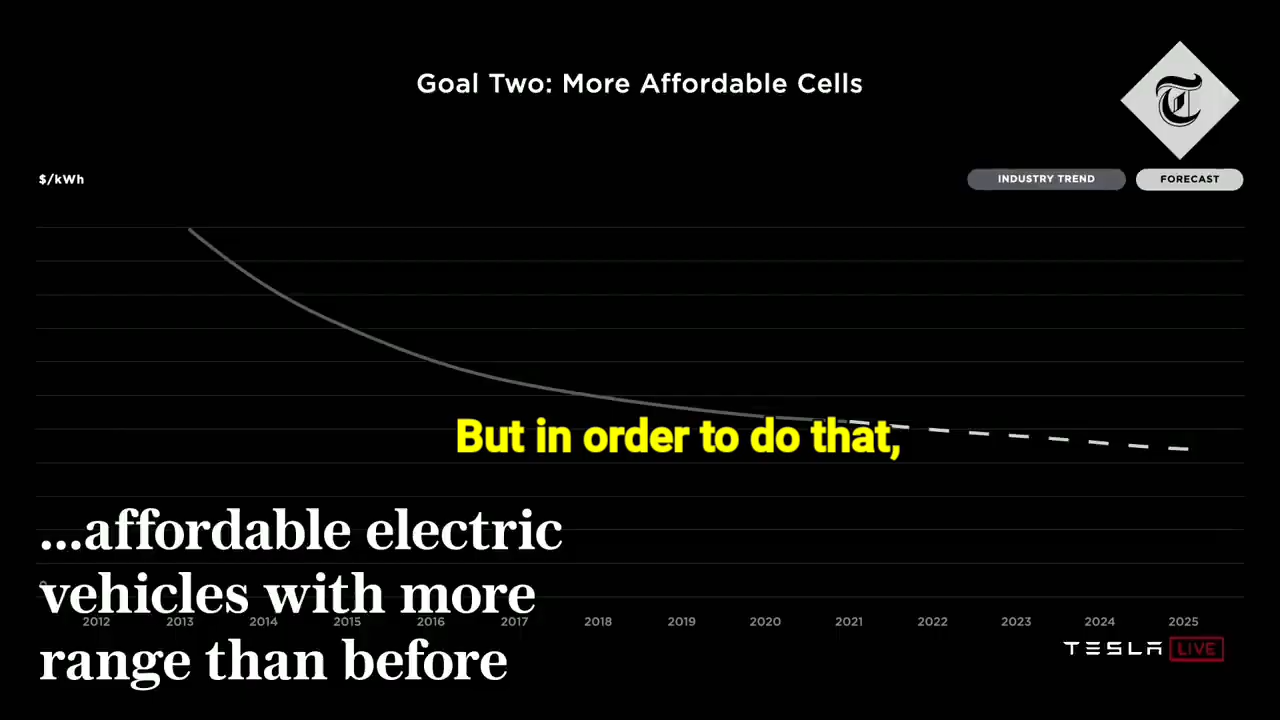 Goal Two: More Affordable Cells
T
$/kWh
INDUSTRY TREND
FORECAST
But in order to do that,
...affordable electric
vehicles with more
range than before
0
2012 2013 2014 2015 2016 2017 2018 2019 2020 2021 2022 2023 2024 2025
TESLA LIVE